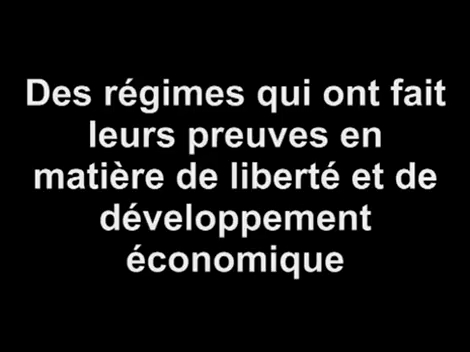 Des régimes qui ont fait
leurs preuves en
matière de liberté et de
développement
économique